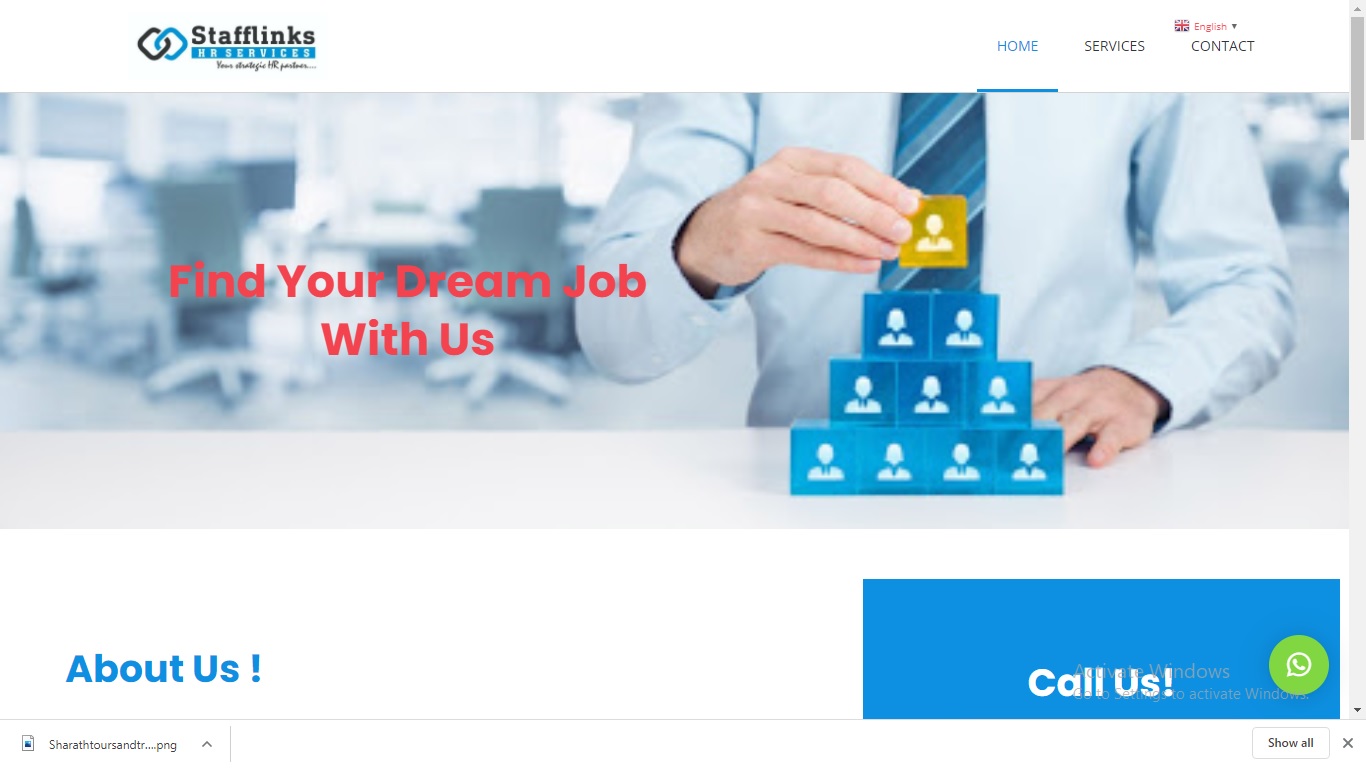 Stafflinks
HR SERVICES
Your strategic HR partner....
English ▼
HOME
SERVICES
CONTACT
Find Your Dream Job
With Us
About Us !
Call Us!
Activate Windows
Go to Settings to activate Windows.
Sharathtoursandtr....png
Show all